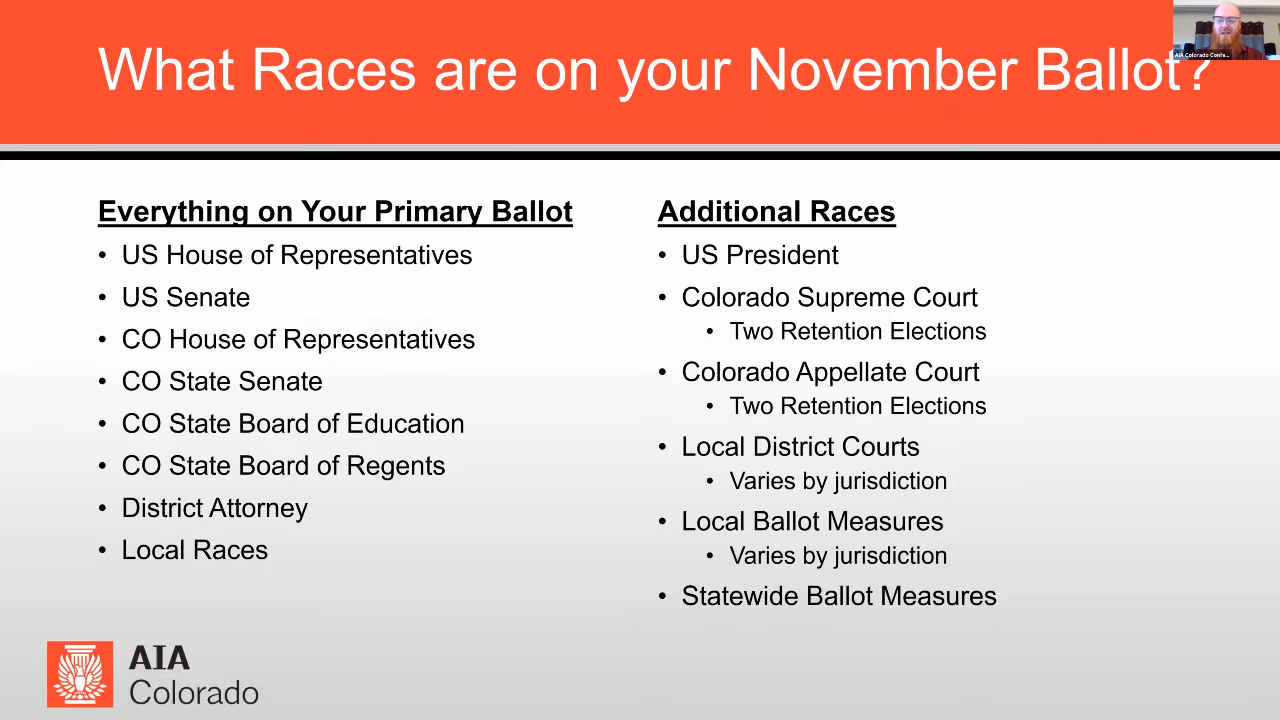 What Races are on your November Ballot?
AIA Colorado Confe...
Everything on Your Primary Ballot
• US House of Representatives
• US Senate
• CO House of Representatives
• CO State Senate
• CO State Board of Education
• CO State Board of Regents
• District Attorney
• Local Races
Additional Races
• US President
• Colorado Supreme Court
• Two Retention Elections
• Colorado Appellate Court
• Two Retention Elections
• Local District Courts
• Varies by jurisdiction
• Local Ballot Measures
• Varies by jurisdiction
• Statewide Ballot Measures
AIA
Colorado